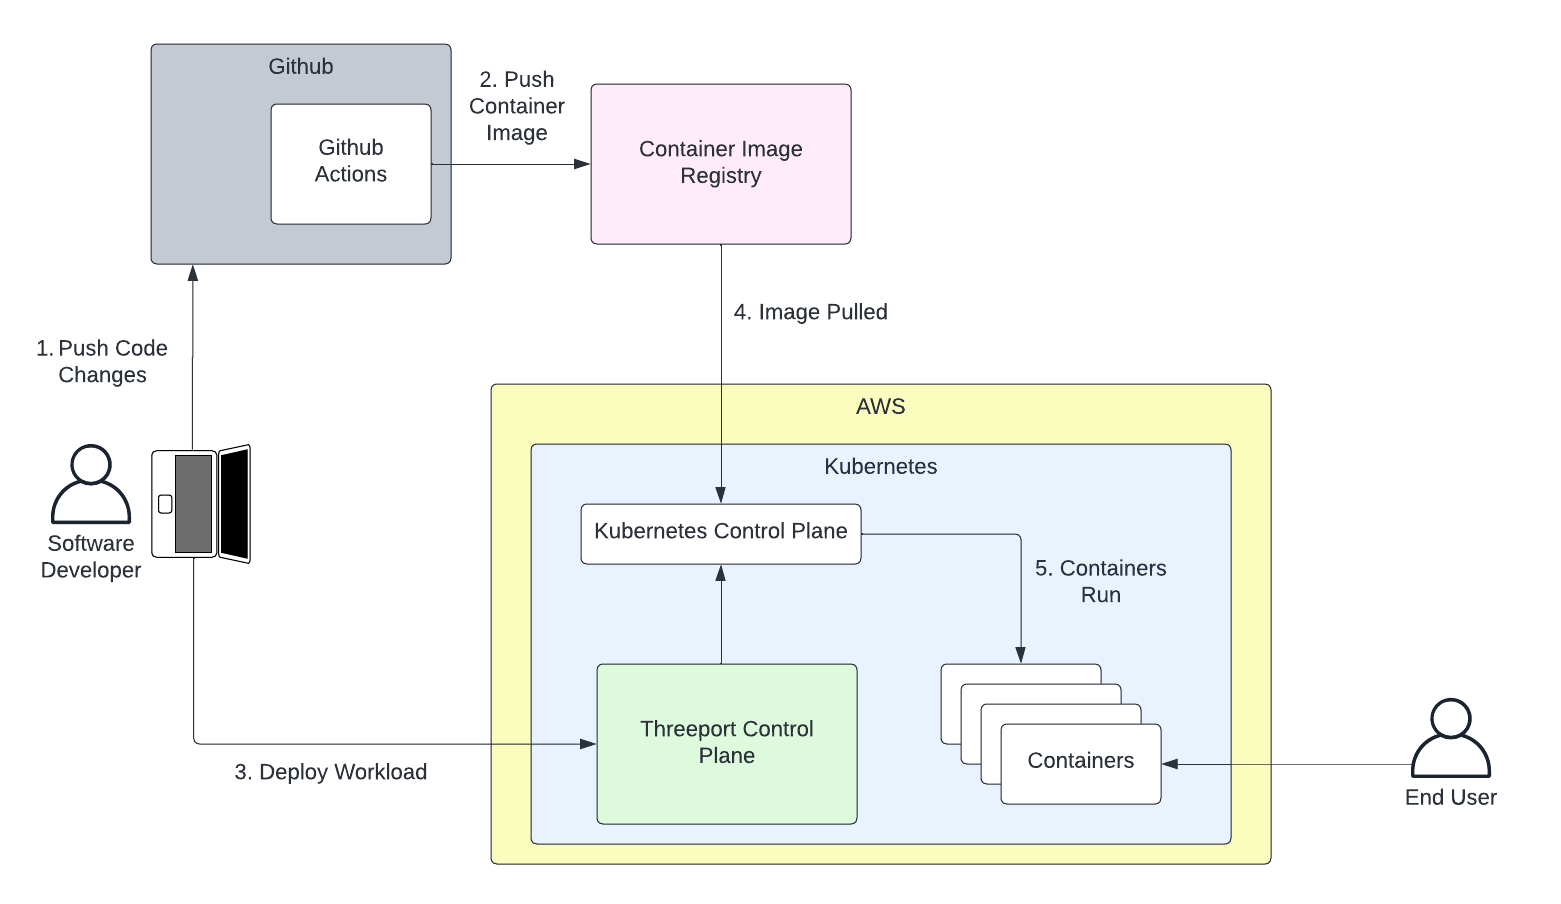 Github
Github
Actions
2. Push
Container
Image
Container Image
Registry
1. Push Code
Changes
4. Image Pulled
AWS
Kubernetes
Kubernetes Control Plane
Software
Developer
5. Containers
Run
Threeport Control
Plane
3. Deploy Workload
Containers
End User